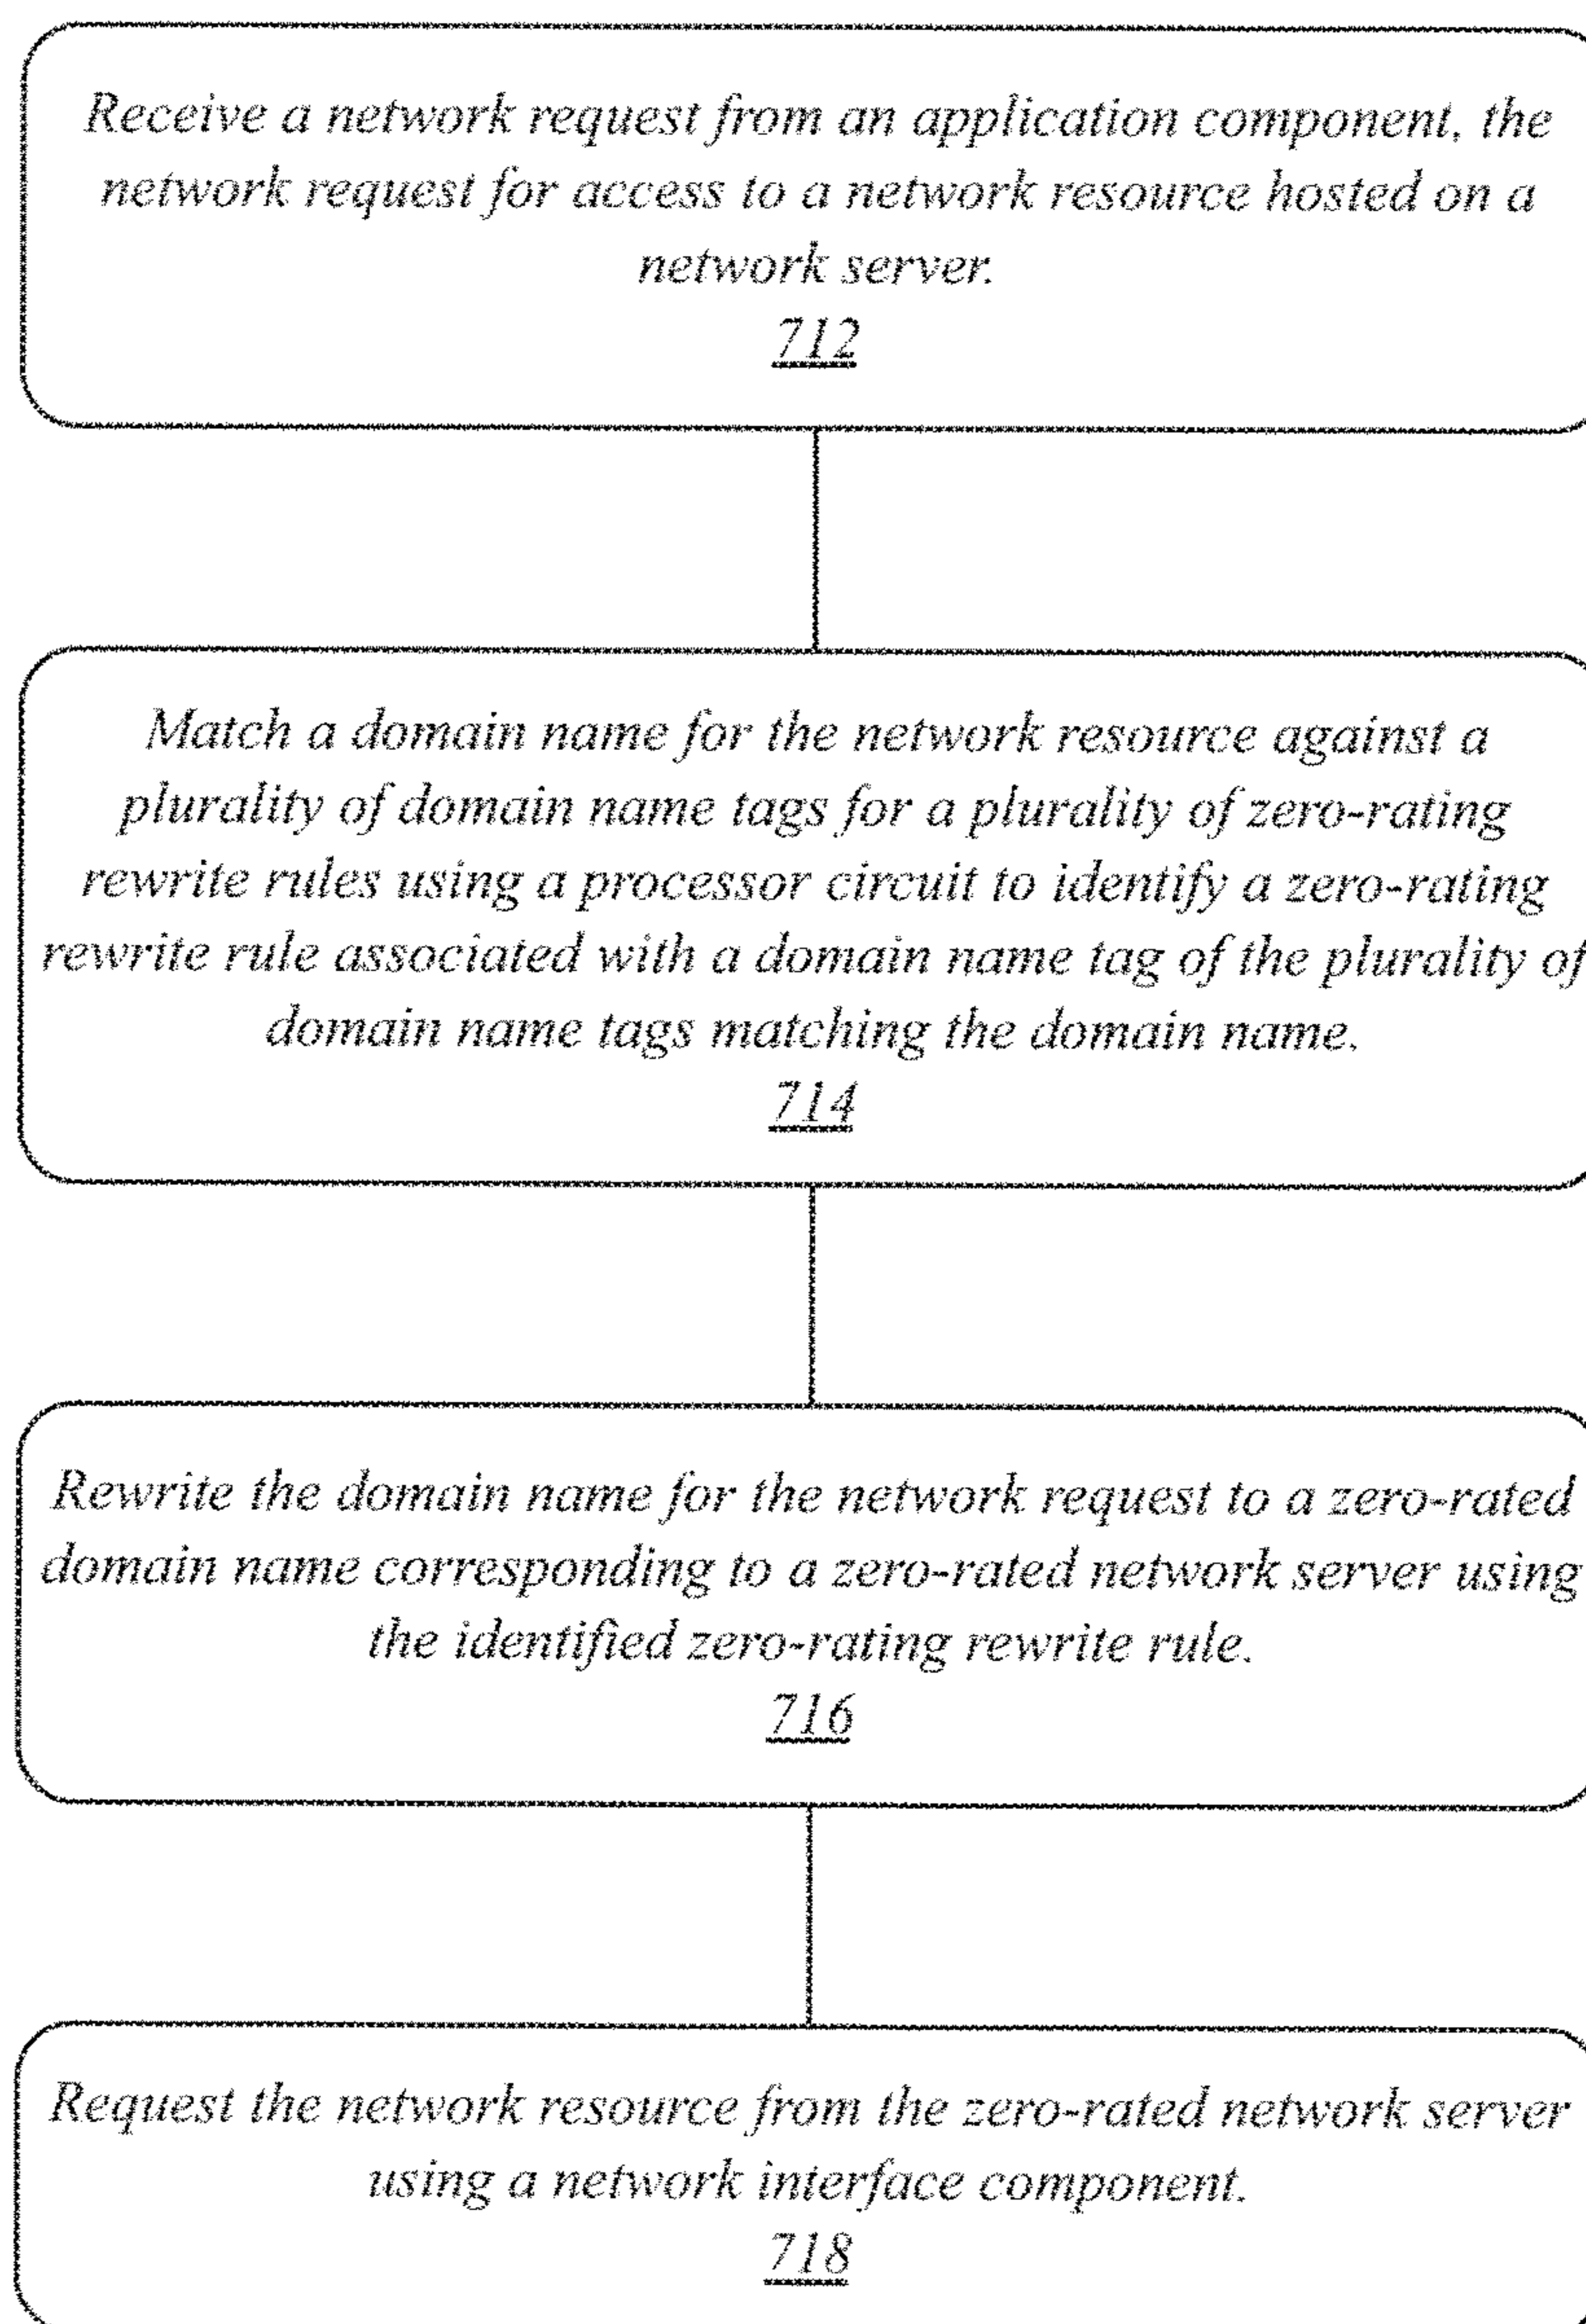 Receive a network request from an application component, the
network request for access to a network resource hosted on a
network server.
712
Match a domain name for the network resource against a
plurality of domain name tags for a plurality of zero-rating
rewrite rules using a processor circuit to identify a zero-rating
rewrite rule associated with a domain name tag of the plurality of
domain name tags matching the domain name.
714
Rewrite the domain name for the network request to a zero-rated
domain name corresponding to a zero-rated network server using
the identified zero-rating rewrite rule.
716
Request the network resource from the zero-rated network server
using a network interface component.
718